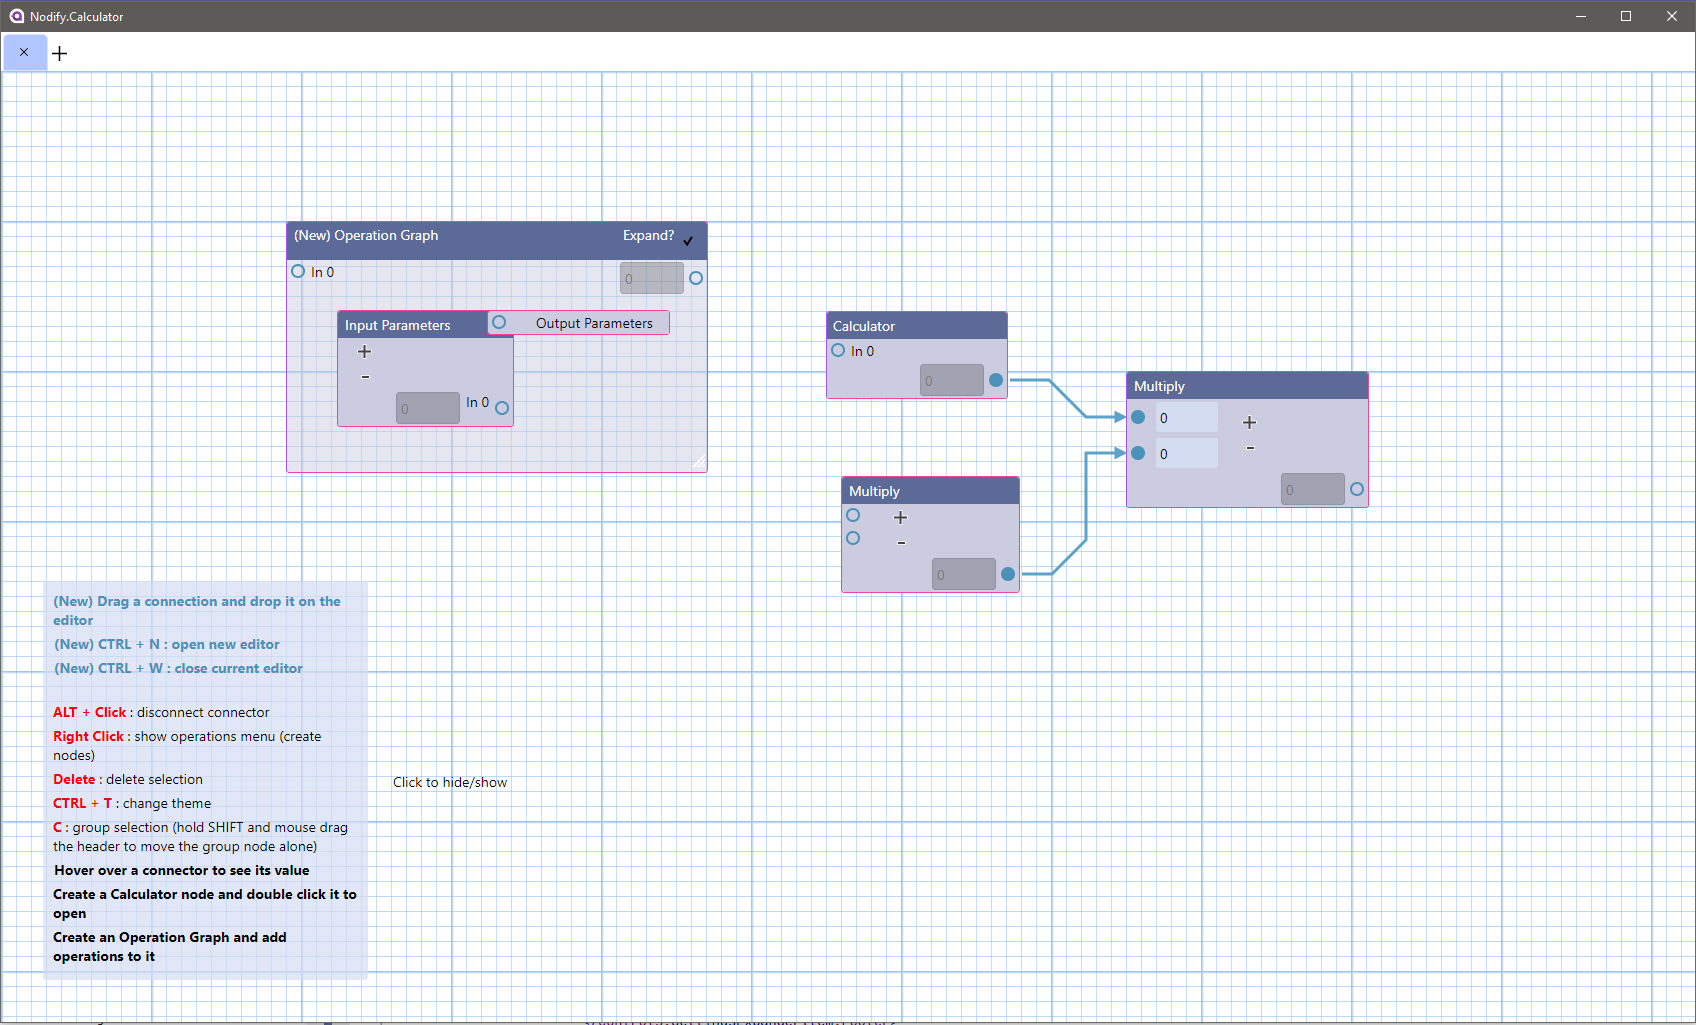 Nodify.Calculator
(New) Operation Graph
Expand?
In 0
0
Input Parameters
Output Parameters
+
-
0
In 0
Calculator
In 0
0
Multiply
0
+
0
-
0
Multiply
+
-
0
(New) Drag a connection and drop it on the
editor
(New) CTRL + N : open new editor
(New) CTRL + W : close current editor
ALT + Click : disconnect connector
Right Click : show operations menu (create
nodes)
Delete : delete selection
CTRL + T : change theme
C : group selection (hold SHIFT and mouse drag
the header to move the group node alone)
Hover over a connector to see its value
Create a Calculator node and double click it to
open
Create an Operation Graph and add
operations to it
Click to hide/show